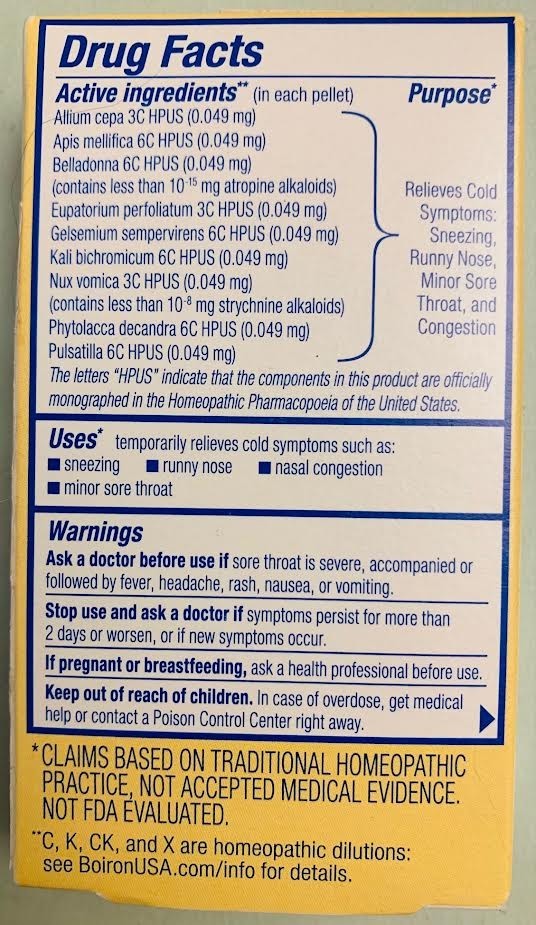 Drug Facts
Active ingredients** (in each pellet) Purpose*
Allium cepa 3C HPUS (0.049 mg)
Apis mellifica 6C HPUS (0.049 mg)
Belladonna 6C HPUS (0.049 mg)
(contains less than 10⁻¹⁵ mg atropine alkaloids)
Eupatorium perfoliatum 3C HPUS (0.049 mg)
Gelsemium sempervirens 6C HPUS (0.049 mg)
Kali bichromicum 6C HPUS (0.049 mg)
Nux vomica 3C HPUS (0.049 mg)
(contains less than 10⁻⁸ mg strychnine alkaloids)
Phytolacca decandra 6C HPUS (0.049 mg)
Pulsatilla 6C HPUS (0.049 mg)
Relieves Cold
Symptoms:
Sneezing,
Runny Nose,
Minor Sore
Throat, and
Congestion
The letters “HPUS” indicate that the components in this product are officially
monographed in the Homeopathic Pharmacopoeia of the United States.
Uses* temporarily relieves cold symptoms such as:
■ sneezing ■ runny nose ■ nasal congestion
■ minor sore throat
Warnings
Ask a doctor before use if sore throat is severe, accompanied or
followed by fever, headache, rash, nausea, or vomiting.
Stop use and ask a doctor if symptoms persist for more than
2 days or worsen, or if new symptoms occur.
If pregnant or breastfeeding, ask a health professional before use.
Keep out of reach of children. In case of overdose, get medical
help or contact a Poison Control Center right away.
*CLAIMS BASED ON TRADITIONAL HOMEOPATHIC
PRACTICE, NOT ACCEPTED MEDICAL EVIDENCE.
NOT FDA EVALUATED.
**C, K, CK, and X are homeopathic dilutions:
see BoironUSA.com/info for details.